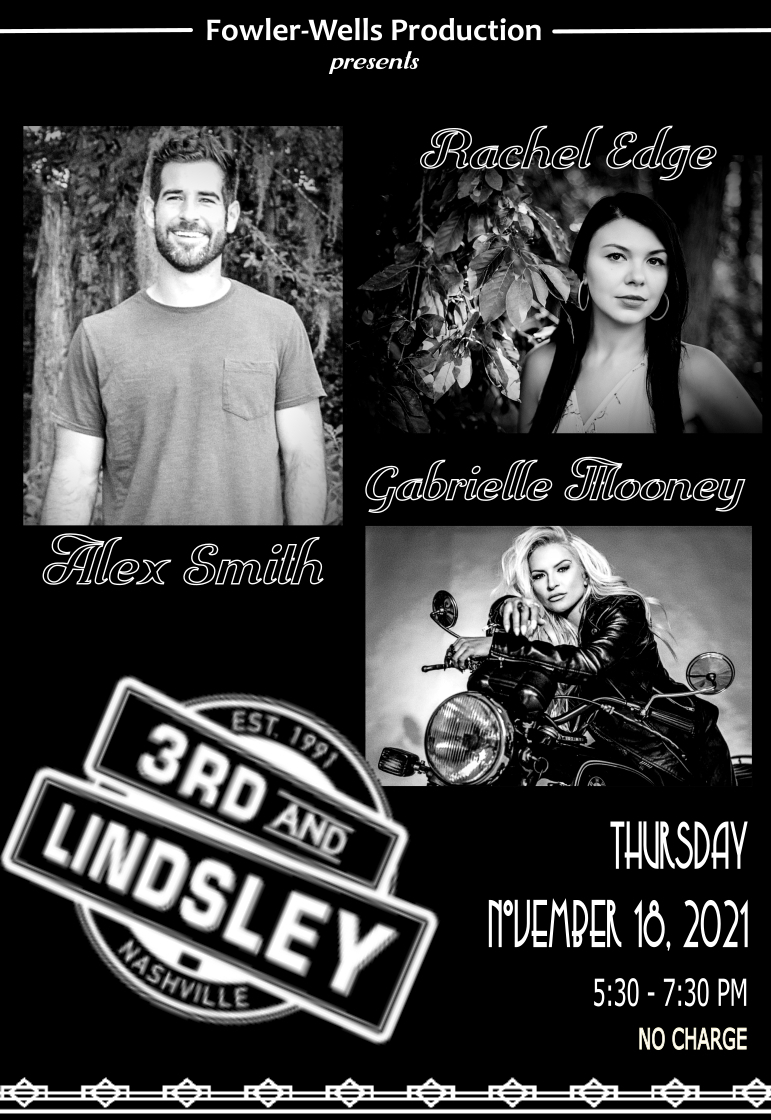 Fowler-Wells Production
presents
Rachel Edge
Gabrielle Mooney
Alex Smith
EST. 1991
3RD AND
LINDSLEY
NASHVILLE
THURSDAY
NOVEMBER 18, 2021
5:30 - 7:30 PM
NO CHARGE